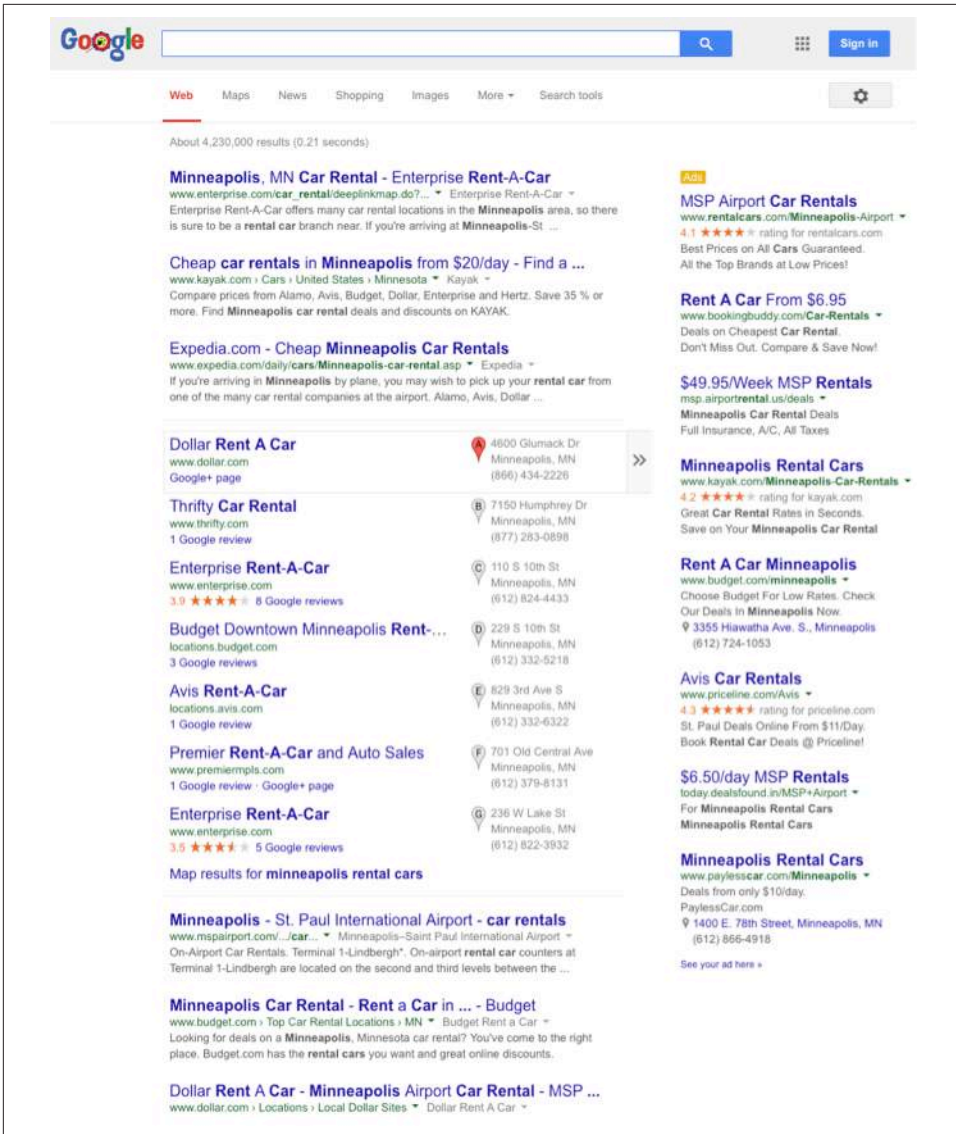 Google
Sign in
Web Maps News Shopping Images More Search tools
About 4,230,000 results (0.21 seconds)
Minneapolis, MN Car Rental - Enterprise Rent-A-Car
www.enterprise.com/car_rental/deeplinkmap.do?... Enterprise Rent-A-Car
Enterprise Rent-A-Car offers many car rental locations in the Minneapolis area, so there
is sure to be a rental car branch near. If you're arriving at Minneapolis-St ...
Cheap car rentals in Minneapolis from $20/day - Find a ...
www.kayak.com › Cars › United States › Minnesota Kayak
Compare prices from Alamo, Avis, Budget, Dollar, Enterprise and Hertz. Save 35 % or
more. Find Minneapolis car rental deals and discounts on KAYAK.
Expedia.com - Cheap Minneapolis Car Rentals
www.expedia.com/daily/cars/Minneapolis-car-rental.asp Expedia
If you're arriving in Minneapolis by plane, you may wish to pick up your rental car from
one of the many car rental companies at the airport. Alamo, Avis, Dollar ...
Dollar Rent A Car
www.dollar.com
Google+ page
A 4600 Glumack Dr
Minneapolis, MN
(866) 434-2226
»
Thrifty Car Rental
www.thrifty.com
1 Google review
B 7150 Humphrey Dr
Minneapolis, MN
(877) 283-0898
Enterprise Rent-A-Car
www.enterprise.com
3.9 ★★★★★ 8 Google reviews
C 110 S 10th St
Minneapolis, MN
(612) 824-4433
Budget Downtown Minneapolis Rent-...
locations.budget.com
3 Google reviews
D 229 S 10th St
Minneapolis, MN
(612) 332-5218
Avis Rent-A-Car
locations.avis.com
1 Google review
E 829 3rd Ave S
Minneapolis, MN
(612) 332-6322
Premier Rent-A-Car and Auto Sales
www.premiermpls.com
1 Google review · Google+ page
F 701 Old Central Ave
Minneapolis, MN
(612) 379-8131
Enterprise Rent-A-Car
www.enterprise.com
3.5 ★★★★★ 5 Google reviews
G 236 W Lake St
Minneapolis, MN
(612) 822-3932
Map results for minneapolis rental cars
Minneapolis - St. Paul International Airport - car rentals
www.mspairport.com/.../car... Minneapolis–Saint Paul International Airport
On-Airport Car Rentals. Terminal 1-Lindbergh*. On-airport rental car counters at
Terminal 1-Lindbergh are located on the second and third levels between the ...
Minneapolis Car Rental - Rent a Car in ... - Budget
www.budget.com › Top Car Rental Locations › MN Budget Rent a Car
Looking for deals on a Minneapolis, Minnesota car rental? You've come to the right
place. Budget.com has the rental cars you want and great online discounts.
Dollar Rent A Car - Minneapolis Airport Car Rental - MSP ...
www.dollar.com › Locations › Local Dollar Sites Dollar Rent A Car
Ads
MSP Airport Car Rentals
www.rentalcars.com/Minneapolis-Airport
4.1 ★★★★★ rating for rentalcars.com
Best Prices on All Cars Guaranteed.
All the Top Brands at Low Prices!
Rent A Car From $6.95
www.bookingbuddy.com/Car-Rentals
Deals on Cheapest Car Rental.
Don't Miss Out. Compare & Save Now!
$49.95/Week MSP Rentals
msp.airportrental.us/deals
Minneapolis Car Rental Deals
Full Insurance, A/C, All Taxes
Minneapolis Rental Cars
www.kayak.com/Minneapolis-Car-Rentals
4.2 ★★★★★ rating for kayak.com
Great Car Rental Rates in Seconds.
Save on Your Minneapolis Car Rental
Rent A Car Minneapolis
www.budget.com/minneapolis
Choose Budget For Low Rates. Check
Our Deals In Minneapolis Now.
3355 Hiawatha Ave. S., Minneapolis
(612) 724-1053
Avis Car Rentals
www.priceline.com/Avis
4.3 ★★★★★ rating for priceline.com
St. Paul Deals Online From $11/Day.
Book Rental Car Deals @ Priceline!
$6.50/day MSP Rentals
today.dealsfound.in/MSP+Airport
For Minneapolis Rental Cars
Minneapolis Rental Cars
Minneapolis Rental Cars
www.paylesscar.com/Minneapolis
Deals from only $10/day.
PaylessCar.com
1400 E. 78th Street, Minneapolis, MN
(612) 866-4918
See your ad here »